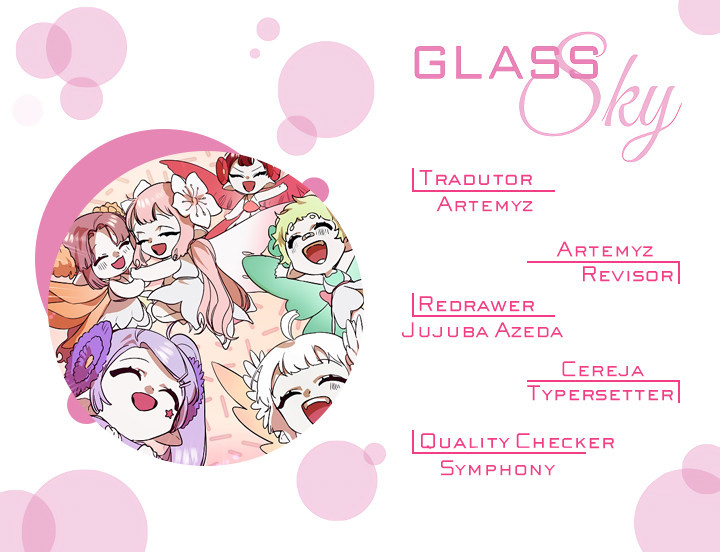 GLASS
Sky
TRADUTOR
ARTEMYZ
ARTEMYZ
REVISOR
REDRAWER
JUJUBA AZEDA
CEREJA
TYPERSETTER
QUALITY CHECKER
SYMPHONY